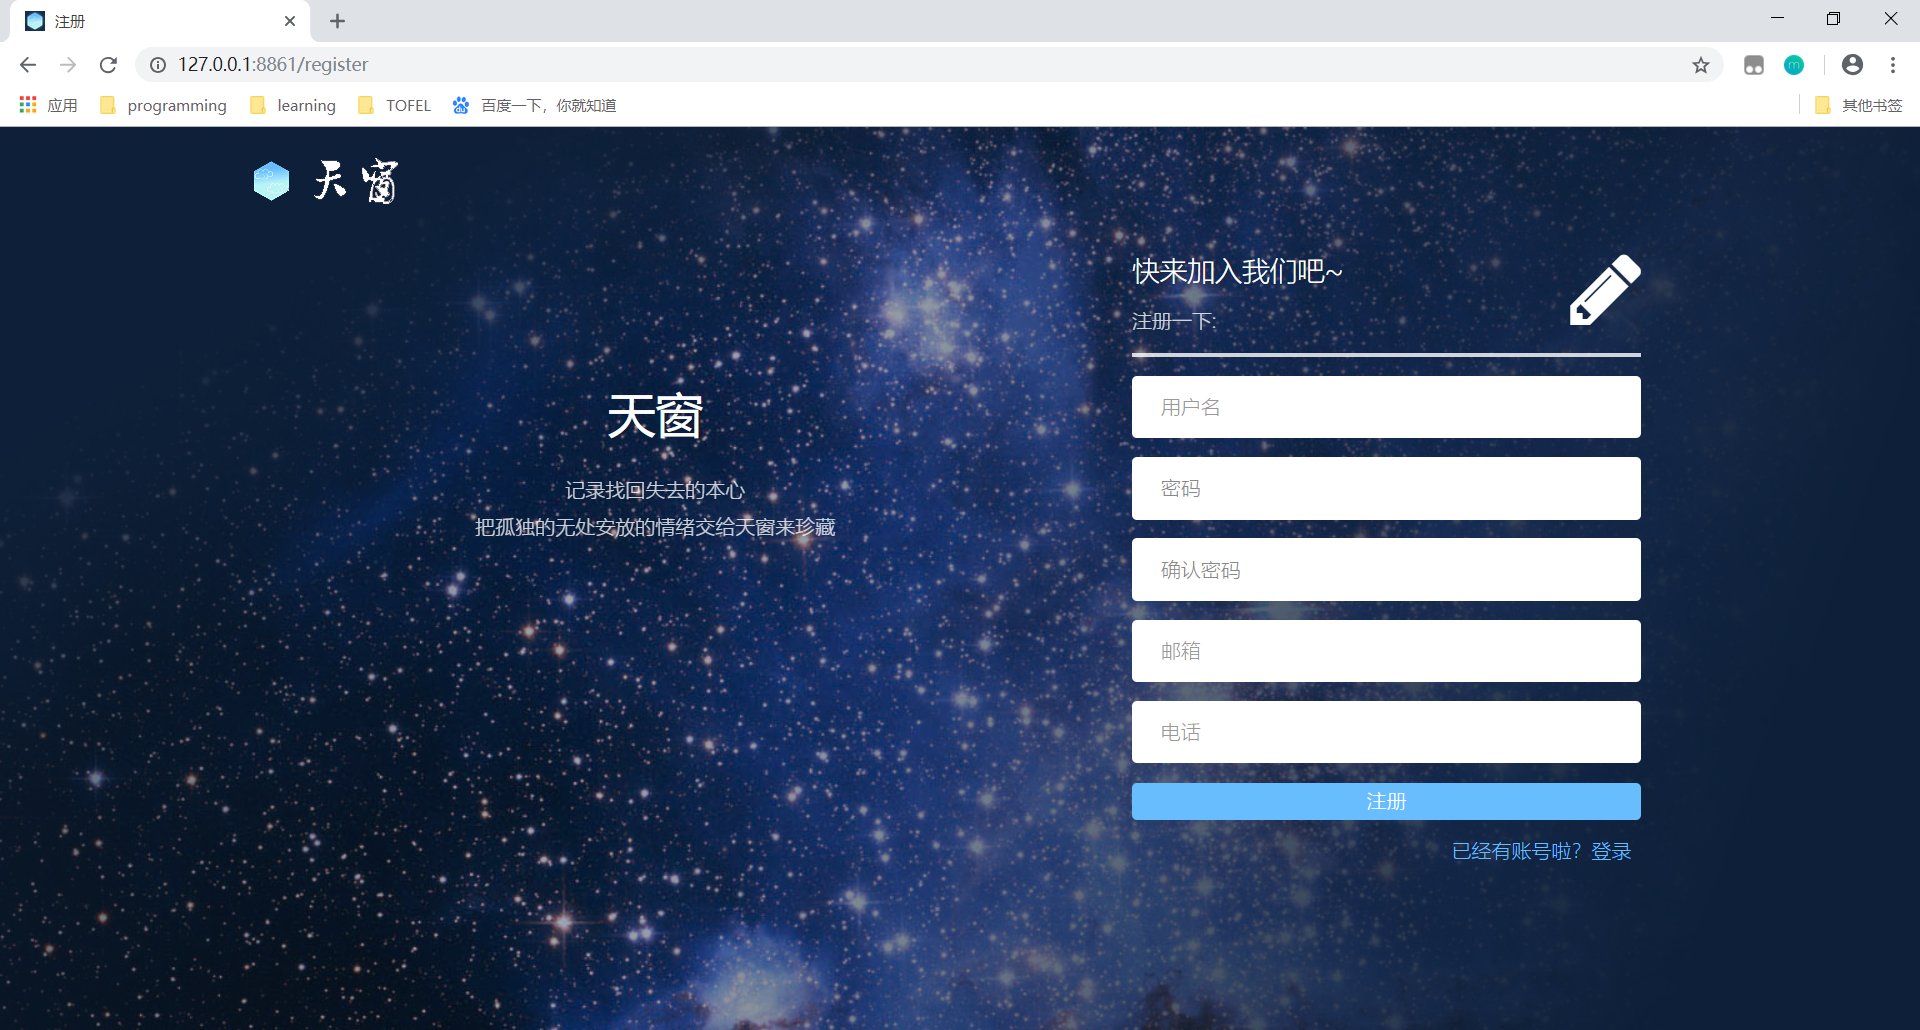 注册
127.0.0.1:8861/register
应用 programming learning TOFEL 百度一下，你就知道 其他书签
天窗
天窗
记录找回失去的本心
把孤独的无处安放的情绪交给天窗来珍藏
快来加入我们吧~
注册一下:
用户名
密码
确认密码
邮箱
电话
注册
已经有账号啦？登录